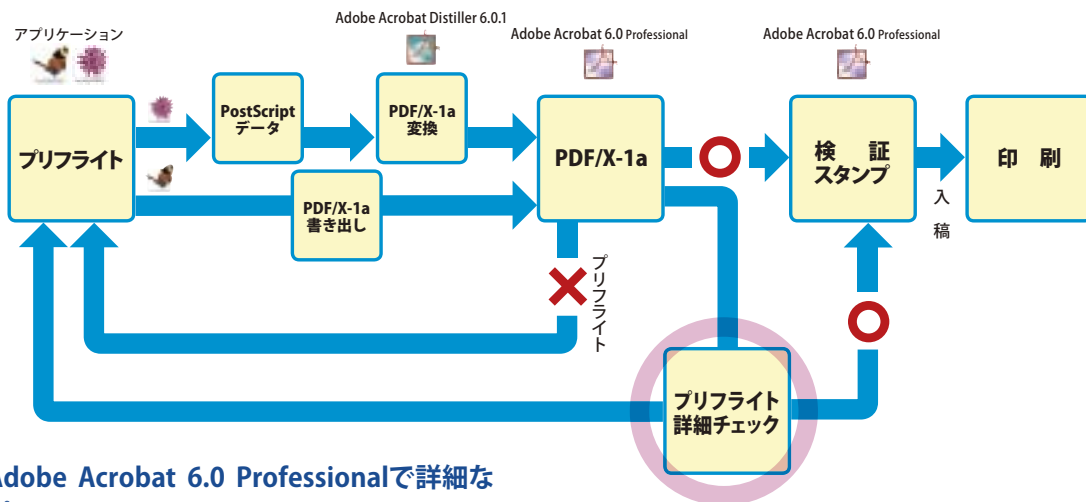 Adobe Acrobat Distiller 6.0.1
アプリケーション
Adobe Acrobat 6.0 Professional
Adobe Acrobat 6.0 Professional
プリフライト
PostScript
データ
PDF/X-1a
変換
PDF/X-1a
検 証
スタンプ
印 刷
PDF/X-1a
書き出し
入稿
プリフライト
プリフライト
詳細チェック
Adobe Acrobat 6.0 Professionalで詳細な